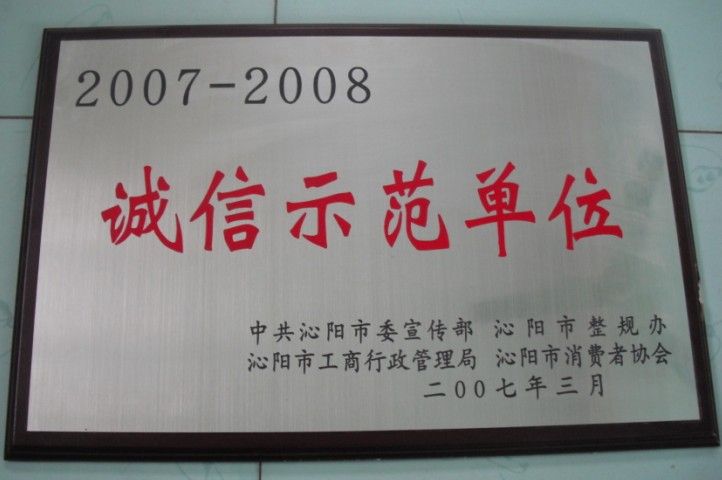 2007-2008
诚信示范单位
中共沁阳市委宣传部 沁阳市整规办
沁阳市工商行政管理局 沁阳市消费者协会
二00七年三月